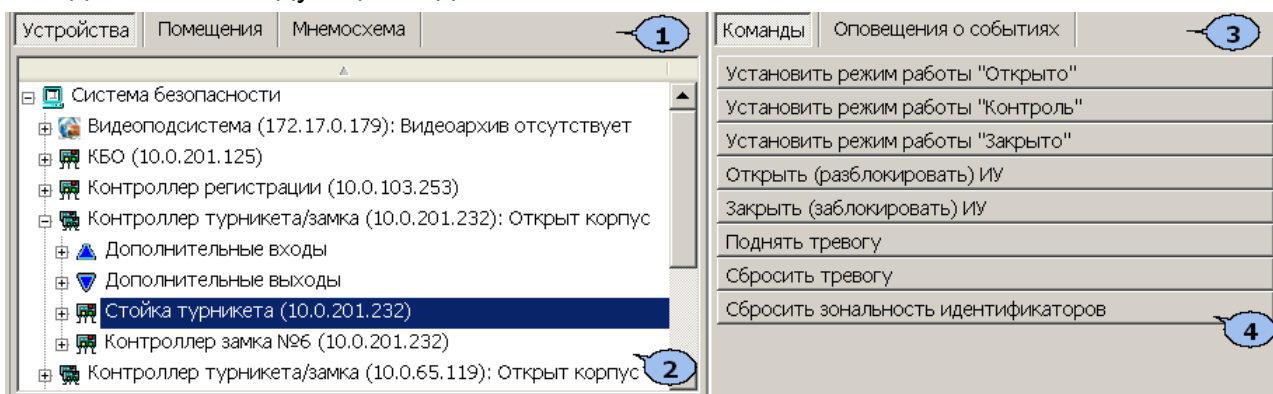 Устройства Помещения Мнемосхема 1
Команды Оповещения о событиях 3
Система безопасности
Видеоподсистема (172.17.0.179): Видеоархив отсутствует
КБО (10.0.201.125)
Контроллер регистрации (10.0.103.253)
Контроллер турникета/замка (10.0.201.232): Открыт корпус
Дополнительные входы
Дополнительные выходы
Стойка турникета (10.0.201.232)
Контроллер замка №6 (10.0.201.232)
Контроллер турникета/замка (10.0.65.119): Открыт корпус
2
Установить режим работы "Открыто"
Установить режим работы "Контроль"
Установить режим работы "Закрыто"
Открыть (разблокировать) ИУ
Закрыть (заблокировать) ИУ
Поднять тревогу
Сбросить тревогу
Сбросить зональность идентификаторов
4